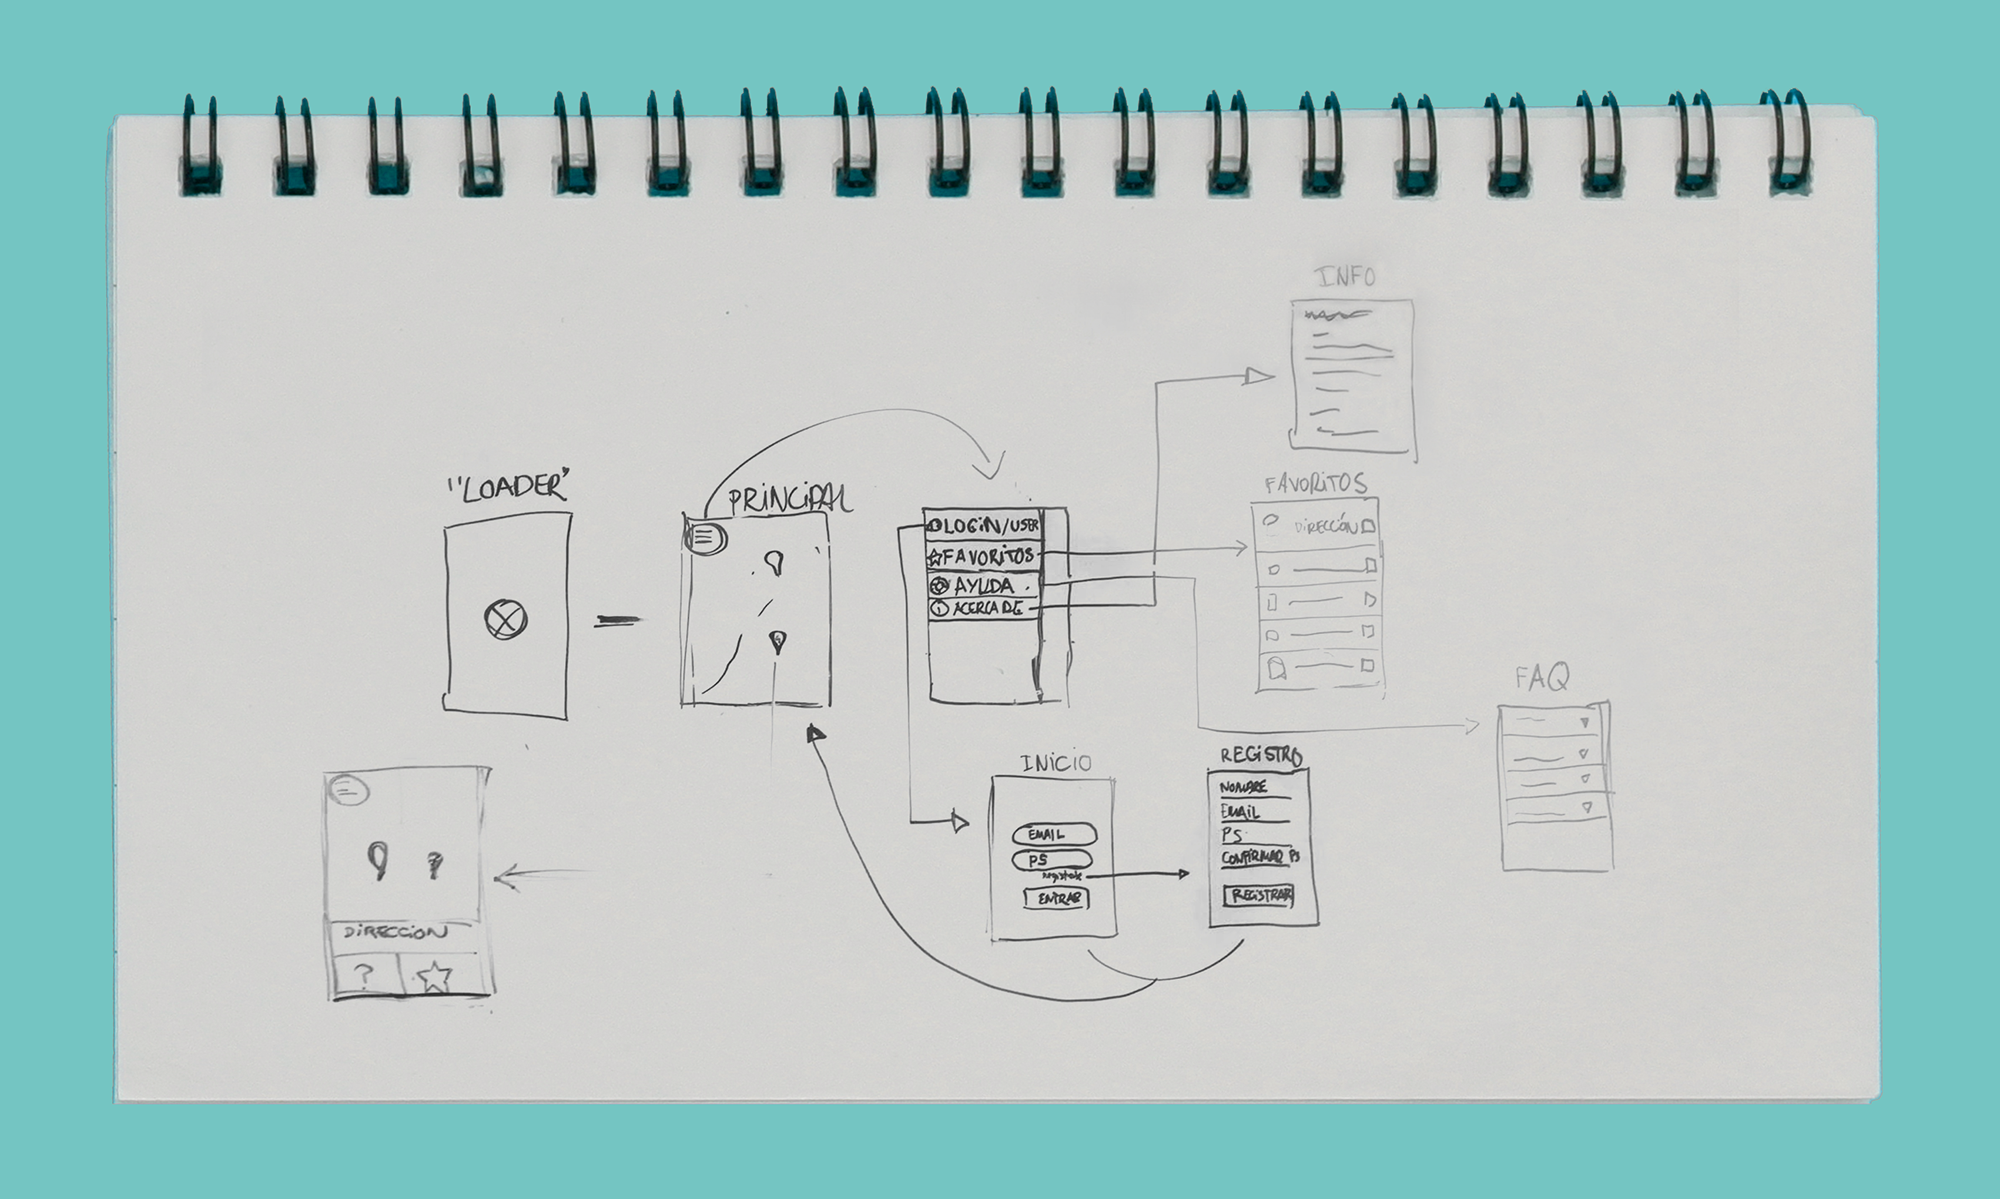 INFO
"LOADER"
PRINCIPAL
LOGIN/USER
FAVORITOS
AYUDA
ACERCA DE
FAVORITOS
DIRECCIÓN
FAQ
INICIO
EMAIL
PS
registrate
ENTRAR
REGISTRO
NOMBRE
EMAIL
PS
CONFIRMAR PS
REGISTRAR
DIRECCION
?